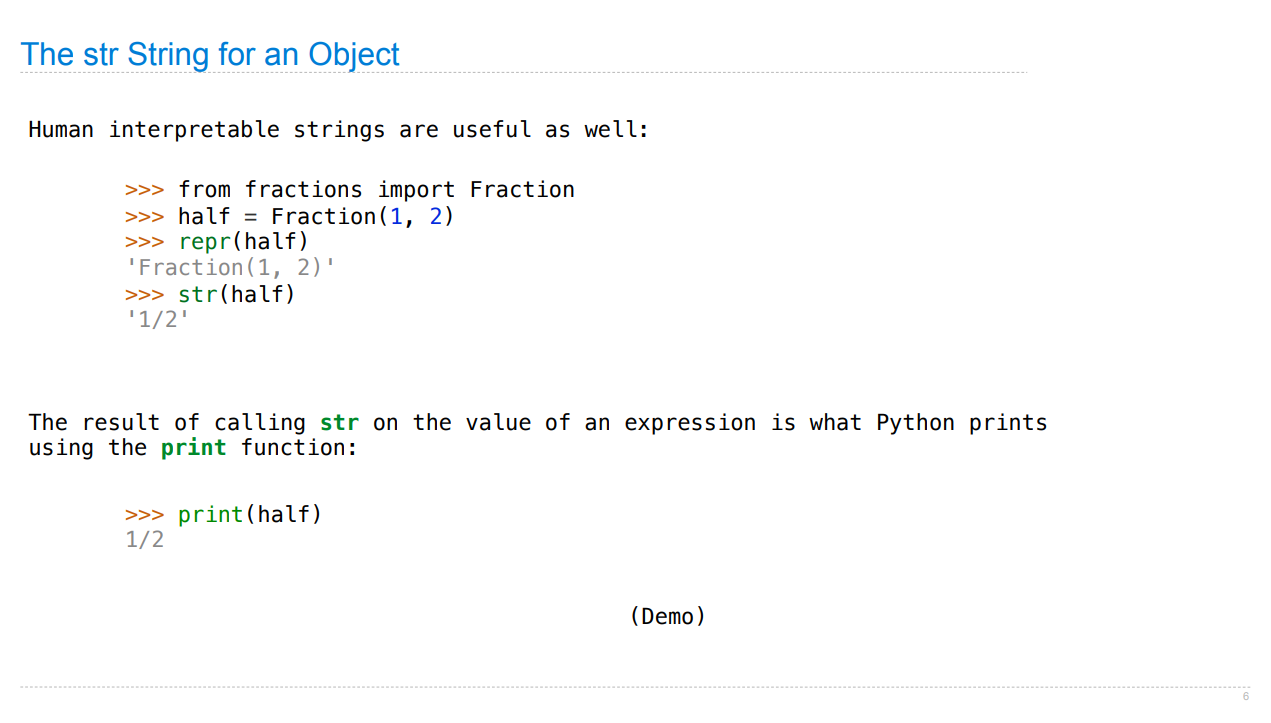 The str String for an Object
Human interpretable strings are useful as well:
>>> from fractions import Fraction
>>> half = Fraction(1, 2)
>>> repr(half)
'Fraction(1, 2)'
>>> str(half)
'1/2'
The result of calling str on the value of an expression is what Python prints
using the print function:
>>> print(half)
1/2
(Demo)
6